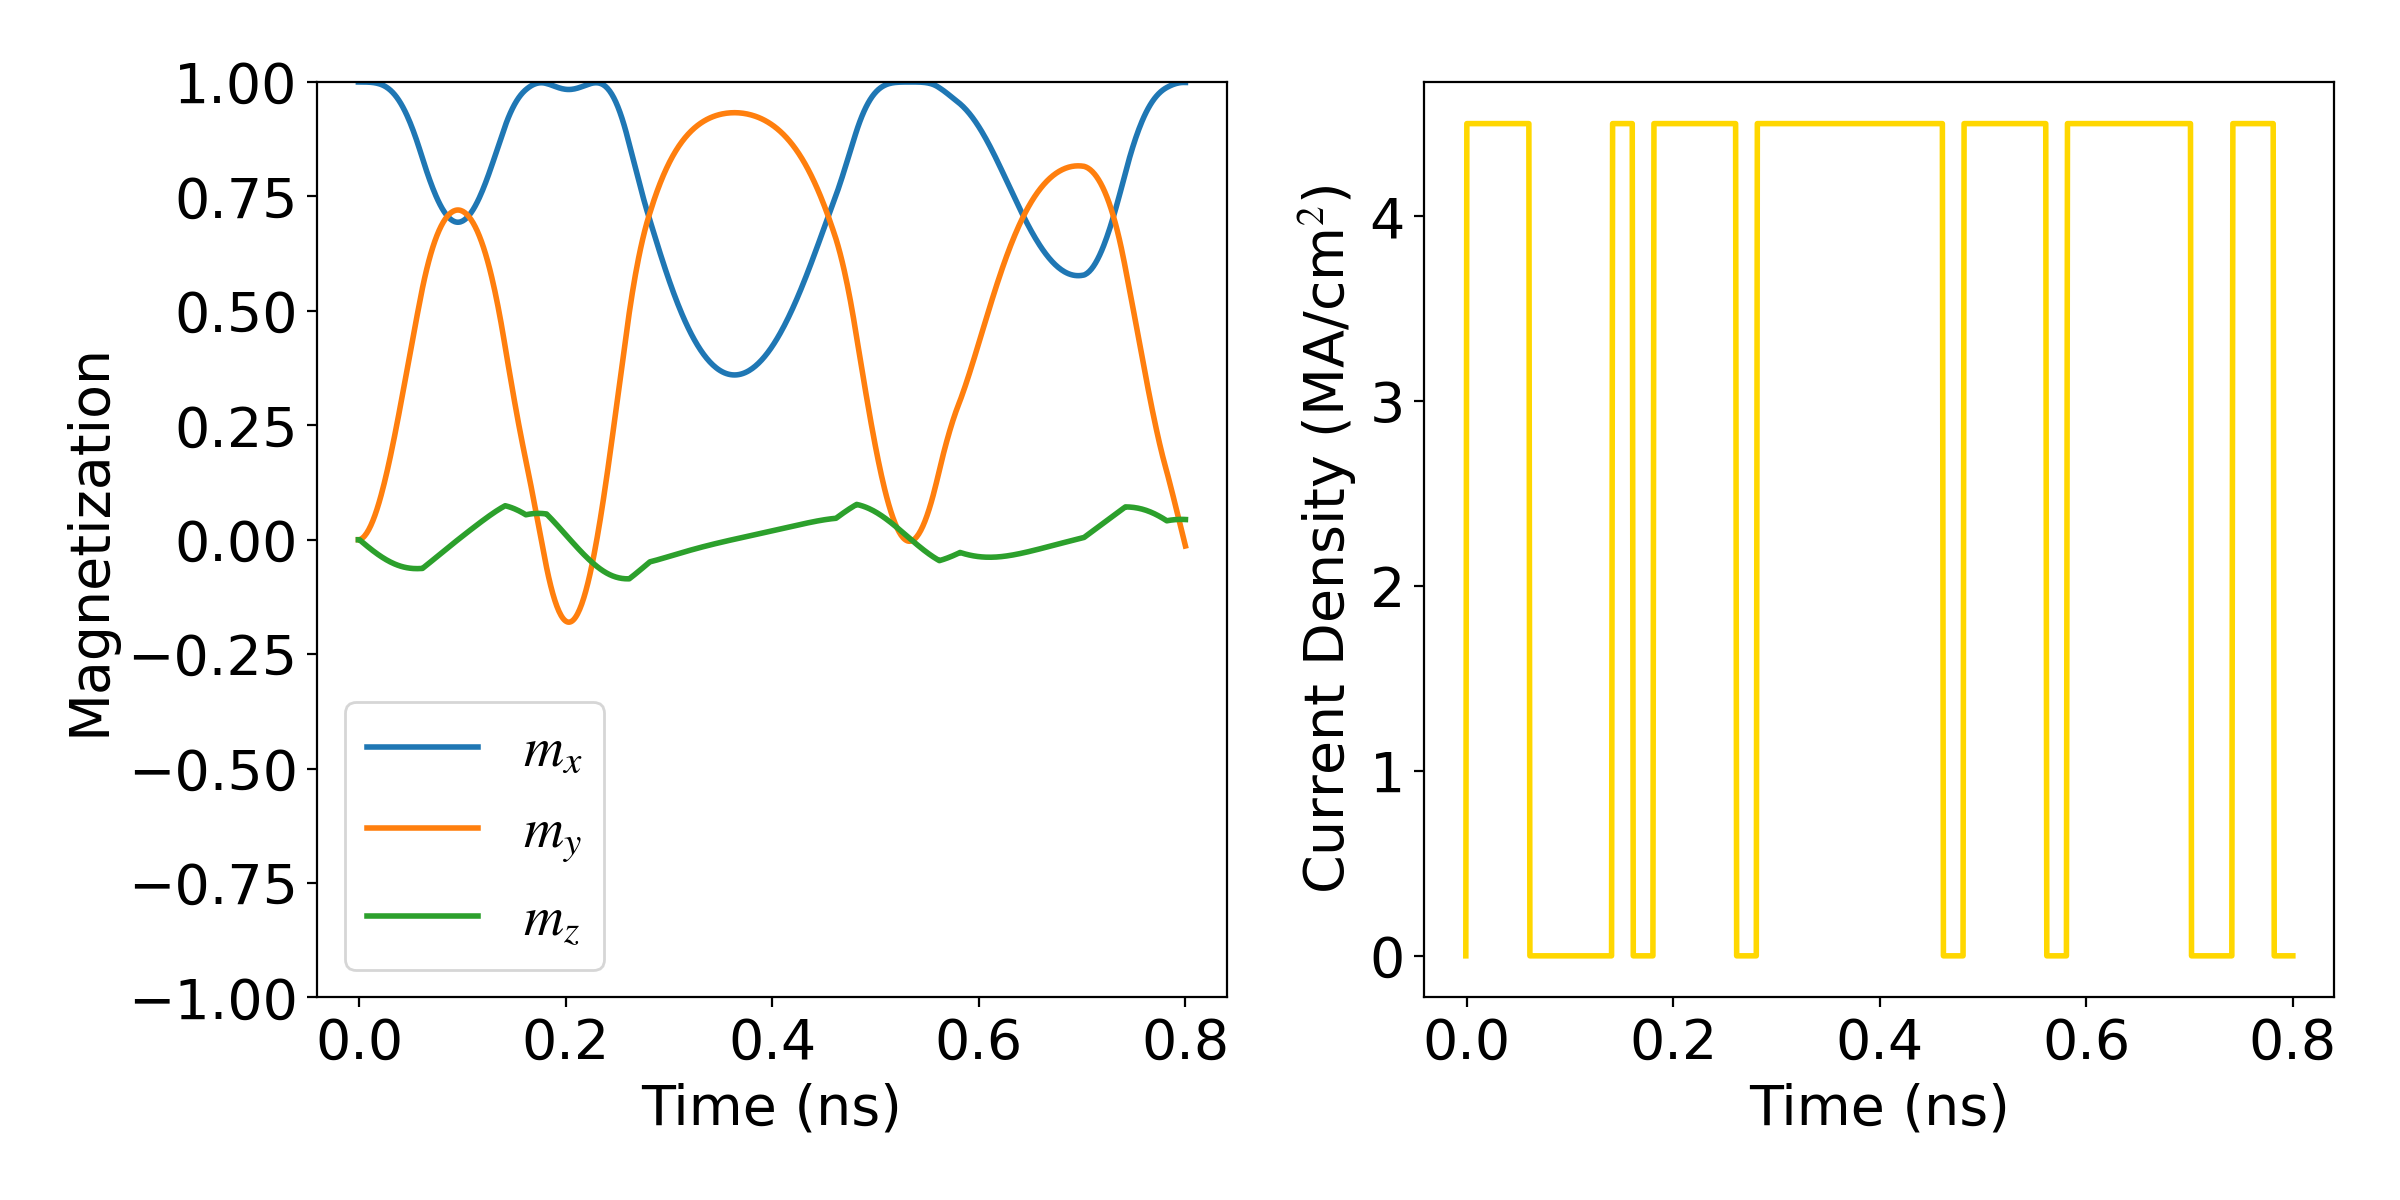 1.00
0.75
0.50
0.25
0.00
−0.25
−0.50
−0.75
−1.00
Magnetization
0.0 0.2 0.4 0.6 0.8
Time (ns)
m_x
m_y
m_z
4
3
2
1
0
Current Density (MA/cm²)
0.0 0.2 0.4 0.6 0.8
Time (ns)